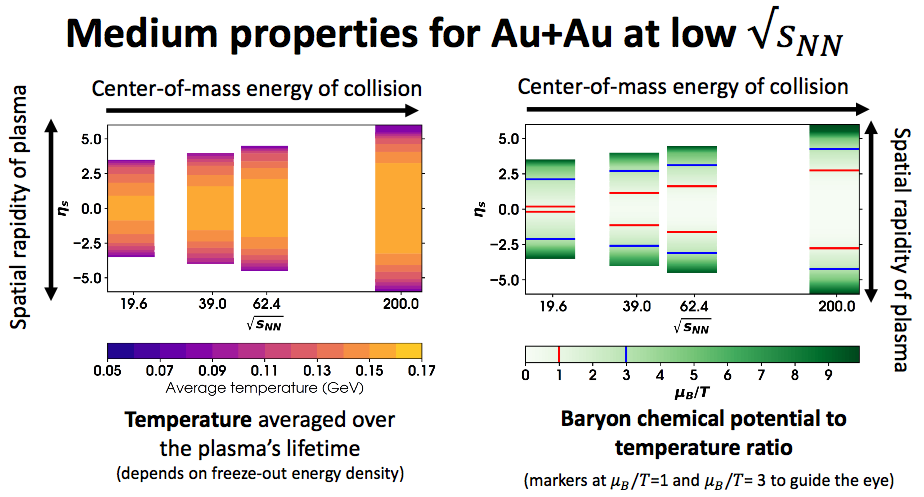 Medium properties for Au+Au at low √sNN
Center-of-mass energy of collision
Spatial rapidity of plasma
5.0
2.5
0.0
−2.5
−5.0
ηs
19.6
39.0
62.4
200.0
√sNN
0.05
0.07
0.09
0.11
0.13
0.15
0.17
Average temperature (GeV)
Temperature averaged over
the plasma's lifetime
(depends on freeze-out energy density)
Center-of-mass energy of collision
5.0
2.5
0.0
−2.5
−5.0
ηs
Spatial rapidity of plasma
19.6
39.0
62.4
200.0
√sNN
0
1
2
3
4
5
6
7
8
9
μB/T
Baryon chemical potential to
temperature ratio
(markers at μB/T=1 and μB/T= 3 to guide the eye)